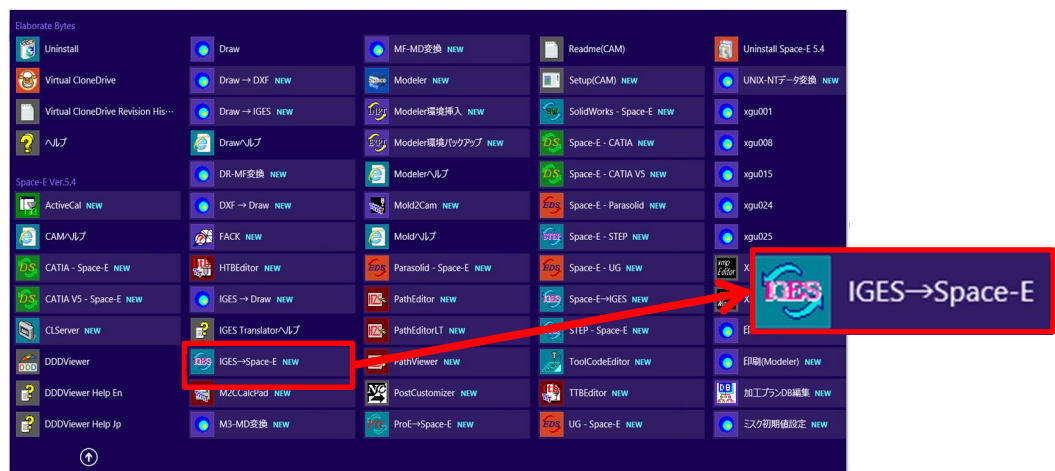 Elaborate Bytes
Uninstall
Virtual CloneDrive
Virtual CloneDrive Revision His…
ヘルプ
Space-E Ver.5.4
ActiveCal NEW
CAMヘルプ
CATIA - Space-E NEW
CATIA V5 - Space-E NEW
CLServer NEW
DDDViewer
DDDViewer Help En
DDDViewer Help Jp
Draw
Draw → DXF NEW
Draw → IGES NEW
Drawヘルプ
DR-MF変換 NEW
DXF → Draw NEW
FACK NEW
HTBEditor NEW
IGES → Draw NEW
IGES Translatorヘルプ
IGES→Space-E NEW
M2CCalcPad NEW
M3-MD変換 NEW
MF-MD変換 NEW
Modeler NEW
Modeler環境挿入 NEW
Modeler環境バックアップ NEW
Modelerヘルプ
Mold2Cam NEW
Moldヘルプ
Parasolid - Space-E NEW
PathEditor NEW
PathEditorLT NEW
PathViewer NEW
PostCustomizer NEW
ProE→Space-E NEW
Readme(CAM)
Setup(CAM) NEW
SolidWorks - Space-E NEW
Space-E - CATIA NEW
Space-E - CATIA V5 NEW
Space-E - Parasolid NEW
Space-E - STEP NEW
Space-E - UG NEW
Space-E→IGES NEW
STEP - Space-E NEW
ToolCodeEditor NEW
TTBEditor NEW
UG - Space-E NEW
Uninstall Space-E 5.4
UNIX-NTデータ変換 NEW
xgu001
xgu008
xgu015
xgu024
xgu025
X
X
印刷(Modeler) NEW
加工プランDB編集 NEW
ミスク初期値設定 NEW
IGES IGES→Space-E